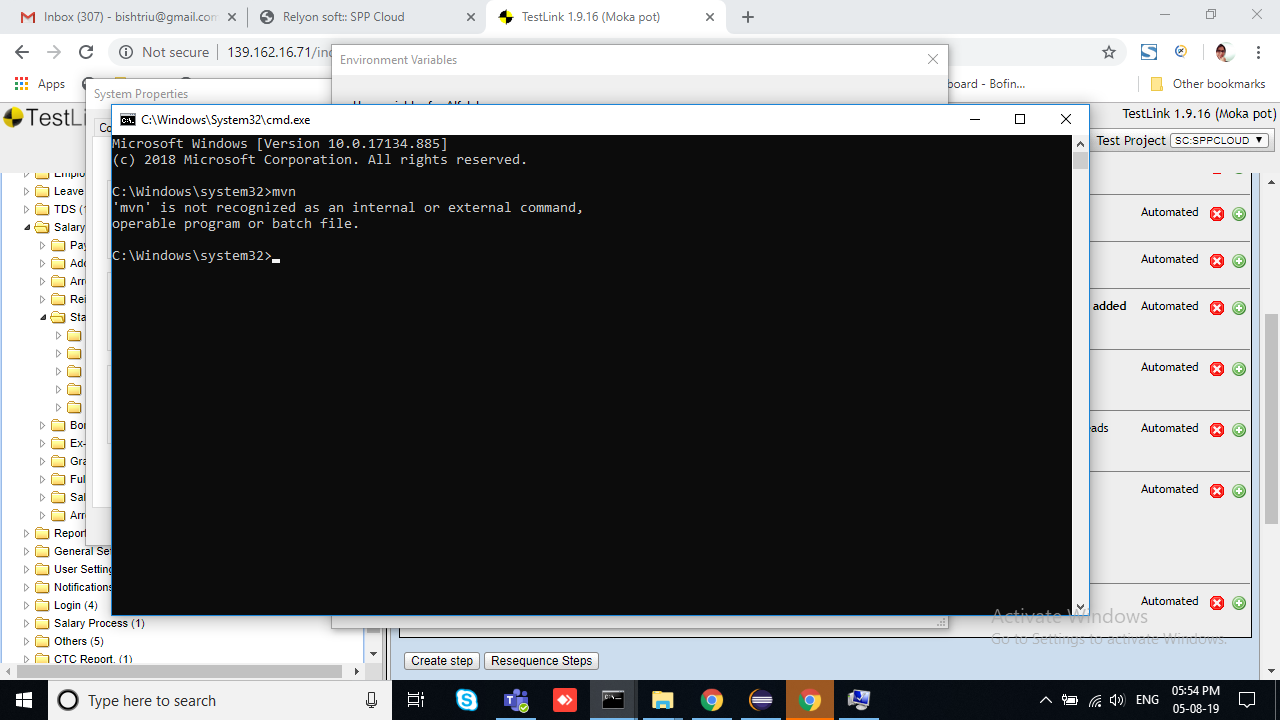 Inbox (307) - bishtriu@gmail.con
Relyon soft:: SPP Cloud
TestLink 1.9.16 (Moka pot)
Not secure
139.162.16.71/in
Environment Variables
Apps
board - Bofin...
Other bookmarks
System Properties
TestLi
C:\Windows\System32\cmd.exe
TestLink 1.9.16 (Moka pot)
Co
Test Project SC:SPPCLOUD
Microsoft Windows [Version 10.0.17134.885]
(c) 2018 Microsoft Corporation. All rights reserved.
C:\Windows\system32>mvn
'mvn' is not recognized as an internal or external command,
operable program or batch file.
C:\Windows\system32>
Leave
TDS (
Salary
Pay
Add
Arr
Rei
Sta
Bor
Ex-
Gra
Ful
Sal
Arr
Report
General Set
User Setting
Notifications
Login (4)
Salary Process (1)
Others (5)
CTC Report. (1)
Automated
Automated
added Automated
Automated
eads Automated
Automated
Automated
Activate Windows
Go to Settings to activate Windows.
Create step
Resequence Steps
Type here to search
ENG
05:54 PM
05-08-19